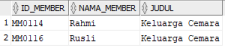 ID_MEMBER NAMA_MEMBER JUDUL
1 MM0114 Rahmi Keluarga Cemara
2 MM0116 Rusli Keluarga Cemara